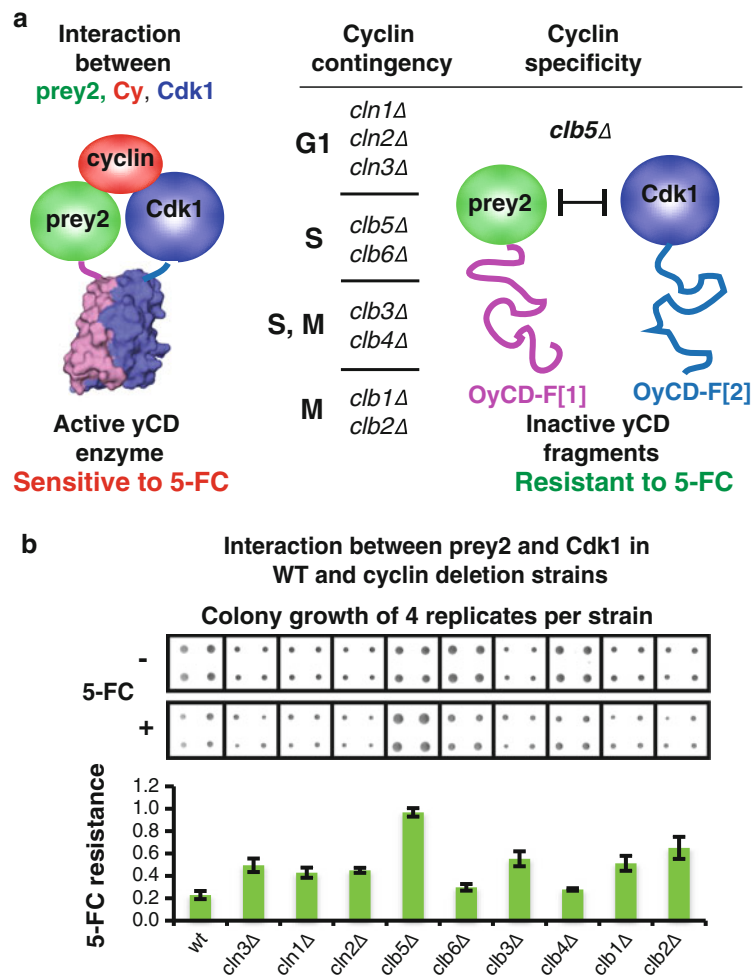 a
Interaction
between
prey2, Cy, Cdk1
cyclin
prey2
Cdk1
Active yCD
enzyme
Sensitive to 5-FC
Cyclin
contingency
G1
cln1Δ
cln2Δ
cln3Δ
S
clb5Δ
clb6Δ
S, M
clb3Δ
clb4Δ
M
clb1Δ
clb2Δ
Cyclin
specificity
clb5Δ
prey2
Cdk1
OyCD-F[1]
OyCD-F[2]
Inactive yCD
fragments
Resistant to 5-FC
b
Interaction between prey2 and Cdk1 in
WT and cyclin deletion strains
Colony growth of 4 replicates per strain
-
5-FC
+
5-FC resistance
1.2
1.0
0.8
0.6
0.4
0.2
0.0
wt
cln3Δ
cln1Δ
cln2Δ
clb5Δ
clb6Δ
clb3Δ
clb4Δ
clb1Δ
clb2Δ